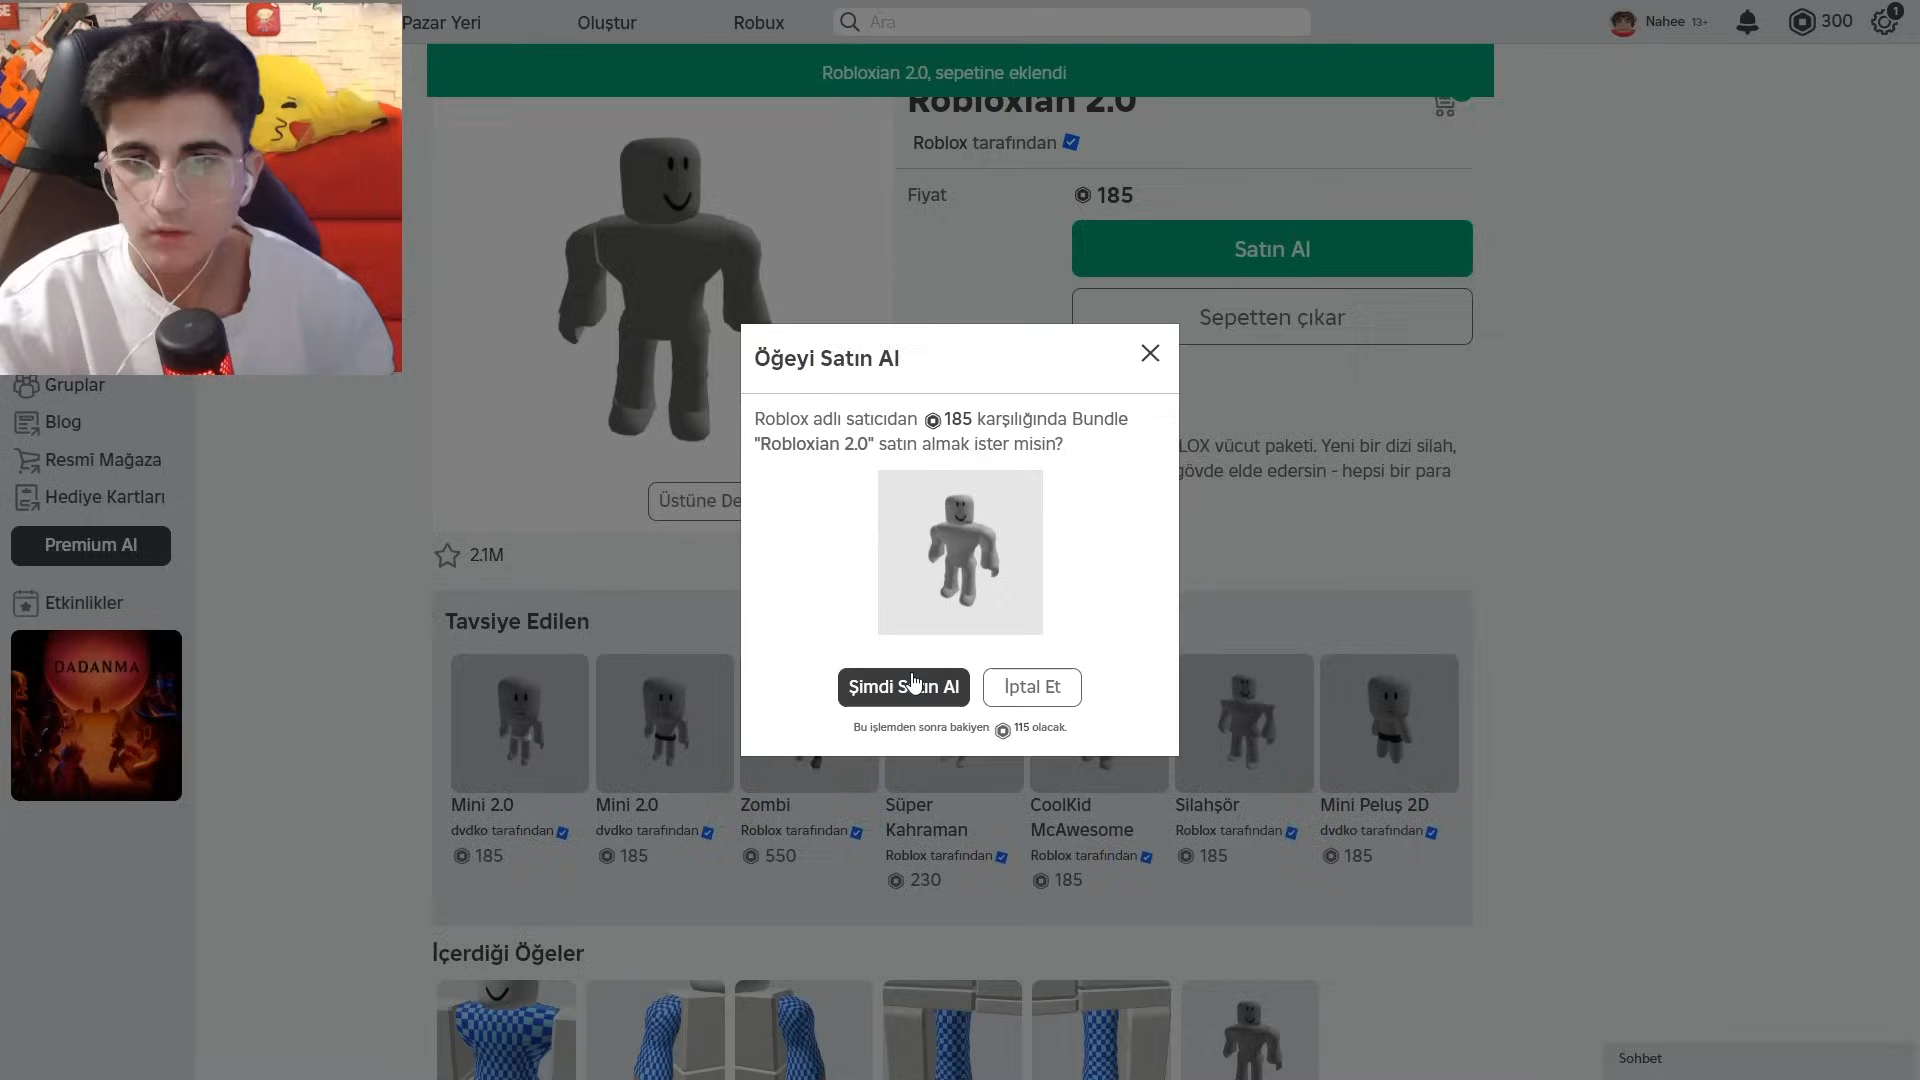 Pazar Yeri
Oluştur
Robux
Ara
Nahee 13+
300
1
Robloxian 2.0, sepetine eklendi
Robloxian 2.0
Roblox tarafından
Fiyat
185
Satın Al
Sepetten çıkar
Gruplar
Blog
Resmî Mağaza
Hediye Kartları
Premium Al
Etkinlikler
DADANMA
Öğeyi Satın Al
Roblox adlı satıcıdan 185 karşılığında Bundle
"Robloxian 2.0" satın almak ister misin?
Şimdi Satın Al
İptal Et
Bu işlemden sonra bakiyen 115 olacak.
LOX vücut paketi. Yeni bir dizi silah,
gövde elde edersin - hepsi bir para
Üstüne De
2.1M
Tavsiye Edilen
Mini 2.0
dvdko tarafından
185
Mini 2.0
dvdko tarafından
185
Zombi
Roblox tarafından
550
Süper
Kahraman
Roblox tarafından
230
CoolKid
McAwesome
Roblox tarafından
185
Silahşör
Roblox tarafından
185
Mini Peluş 2D
dvdko tarafından
185
İçerdiği Öğeler
Sohbet